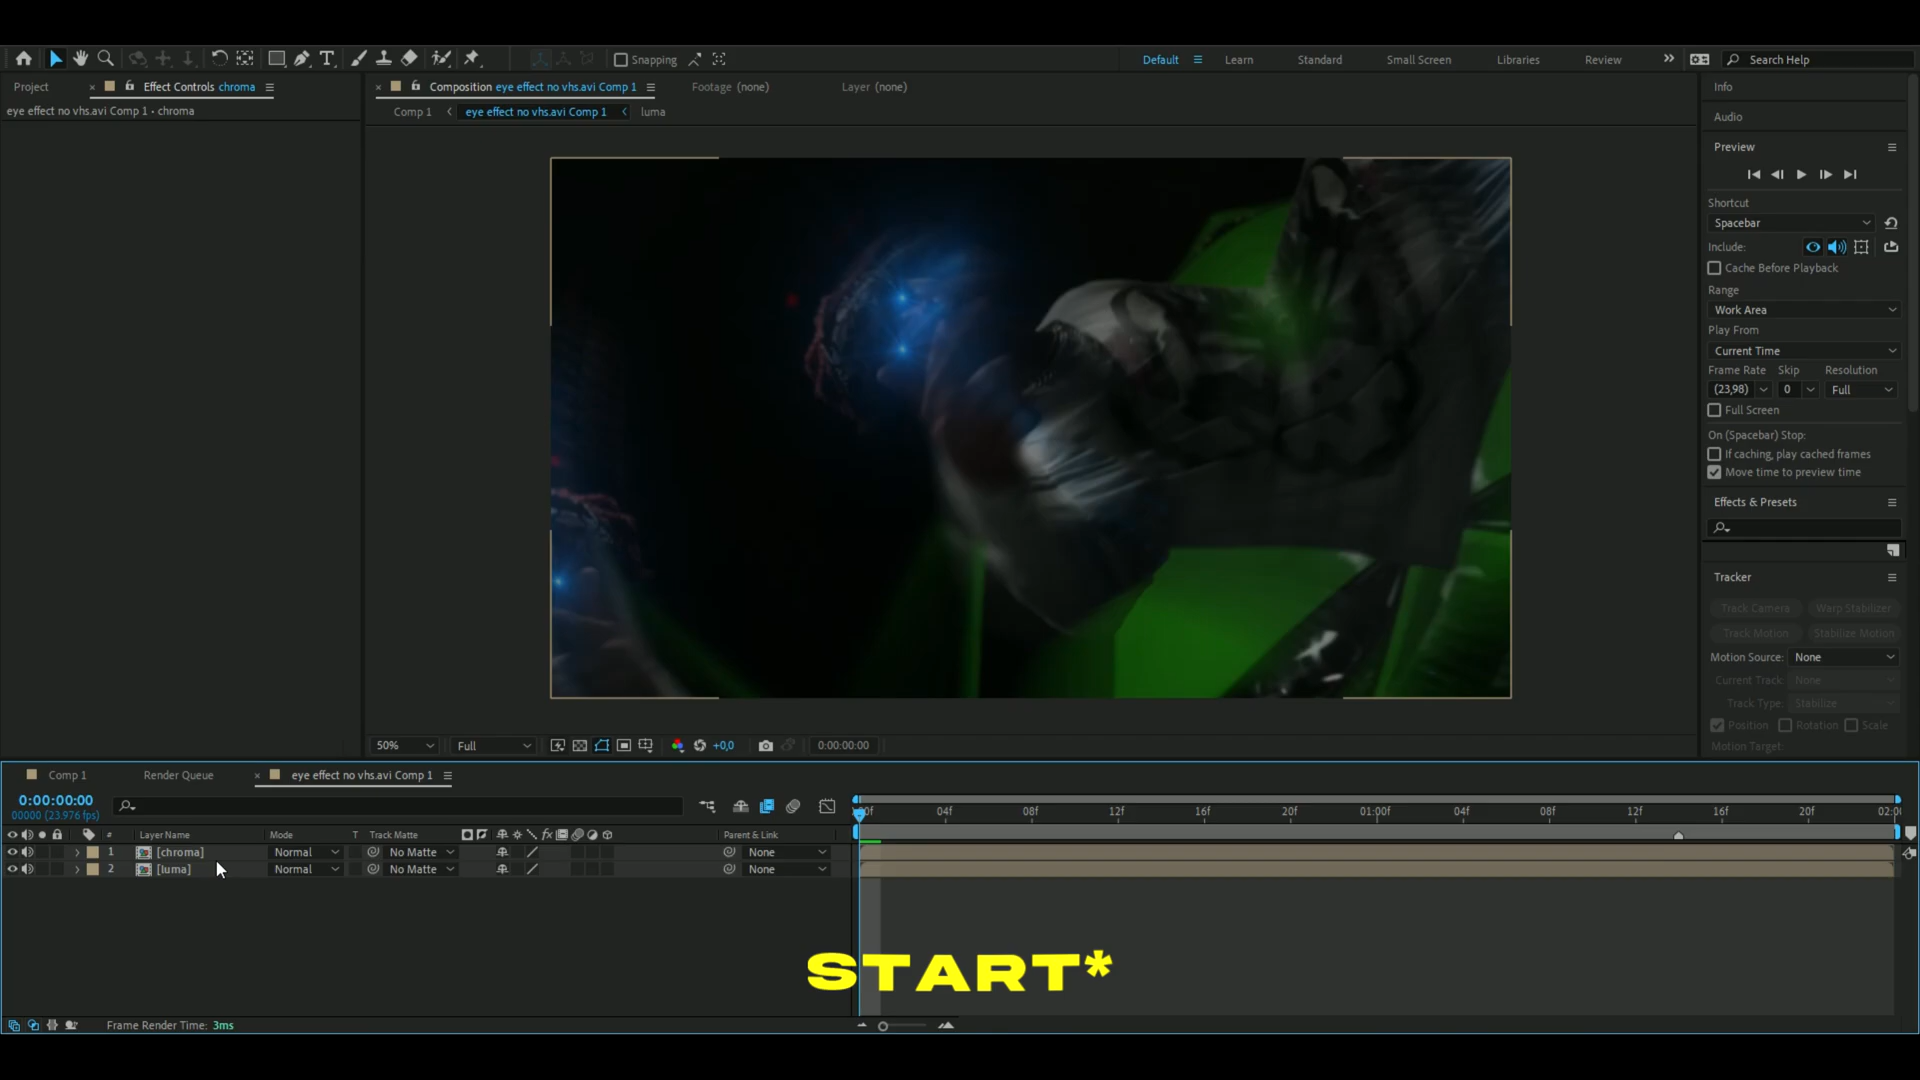 Snapping
Default
Learn
Standard
Small Screen
Libraries
Review
Search Help
Project
Effect Controls chroma
Composition eye effect no vhs.avi Comp 1
Footage (none)
Layer (none)
Info
eye effect no vhs.avi Comp 1 • chroma
Comp 1
eye effect no vhs.avi Comp 1
luma
Audio
Preview
Shortcut
Spacebar
Include:
Cache Before Playback
Range
Work Area
Play From
Current Time
Frame Rate Skip Resolution
(23,98) 0 Full
Full Screen
On (Spacebar) Stop:
If caching, play cached frames
Move time to preview time
Effects & Presets
Tracker
Track Camera Warp Stabilizer
Track Motion Stabilize Motion
Motion Source: None
Current Track: None
Track Type: Stabilize
Position Rotation Scale
Motion Target:
50% Full +0,0 0:00:00:00
Comp 1
Render Queue
eye effect no vhs.avi Comp 1
0:00:00:00
00000 (23.976 fps)
:00f 04f 08f 12f 16f 20f 01:00f 04f 08f 12f 16f 20f 02:0
# Layer Name Mode T Track Matte fx Parent & Link
1 [chroma] Normal No Matte None
2 [luma] Normal No Matte None
START*
Frame Render Time: 3ms